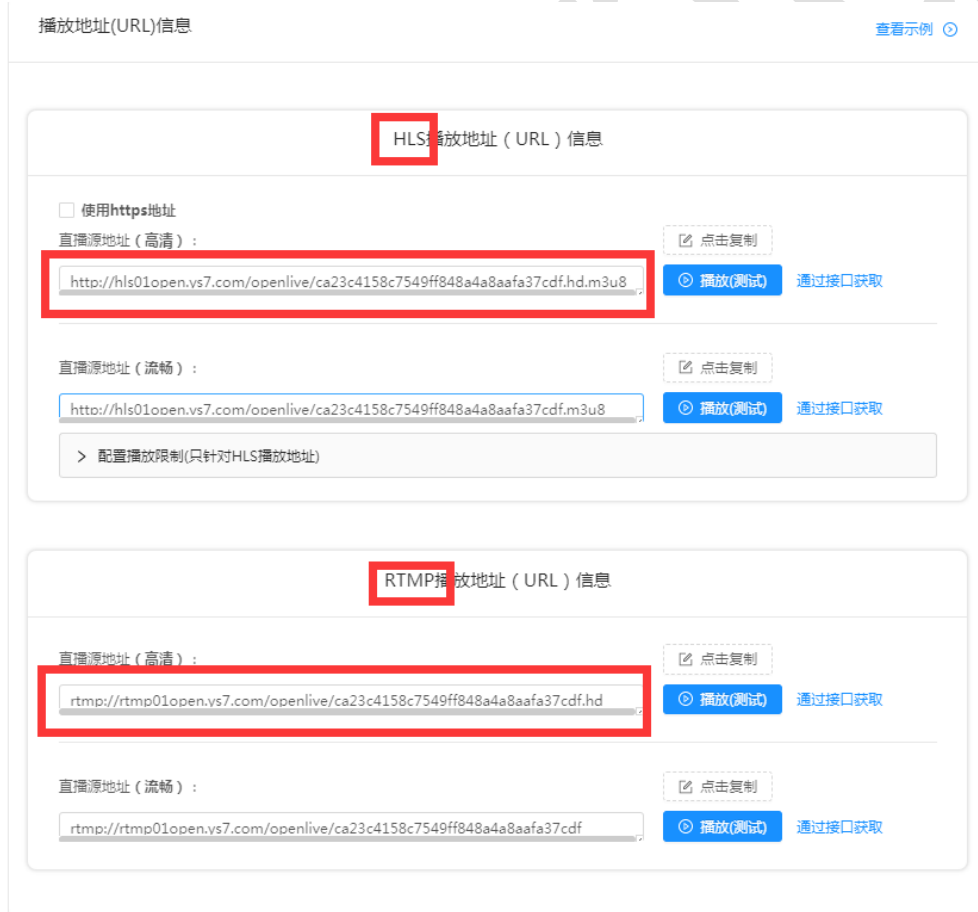 播放地址(URL)信息
查看示例
HLS播放地址（URL）信息
使用https地址
直播源地址（高清）：
点击复制
http://hls01open.ys7.com/openlive/ca23c4158c7549ff848a4a8aafa37cdf.hd.m3u8
播放(测试)
通过接口获取
直播源地址（流畅）：
点击复制
http://hls01open.ys7.com/openlive/ca23c4158c7549ff848a4a8aafa37cdf.m3u8
播放(测试)
通过接口获取
配置播放限制(只针对HLS播放地址)
RTMP播放地址（URL）信息
直播源地址（高清）：
点击复制
rtmp://rtmp01open.ys7.com/openlive/ca23c4158c7549ff848a4a8aafa37cdf.hd
播放(测试)
通过接口获取
直播源地址（流畅）：
点击复制
rtmp://rtmp01open.ys7.com/openlive/ca23c4158c7549ff848a4a8aafa37cdf
播放(测试)
通过接口获取